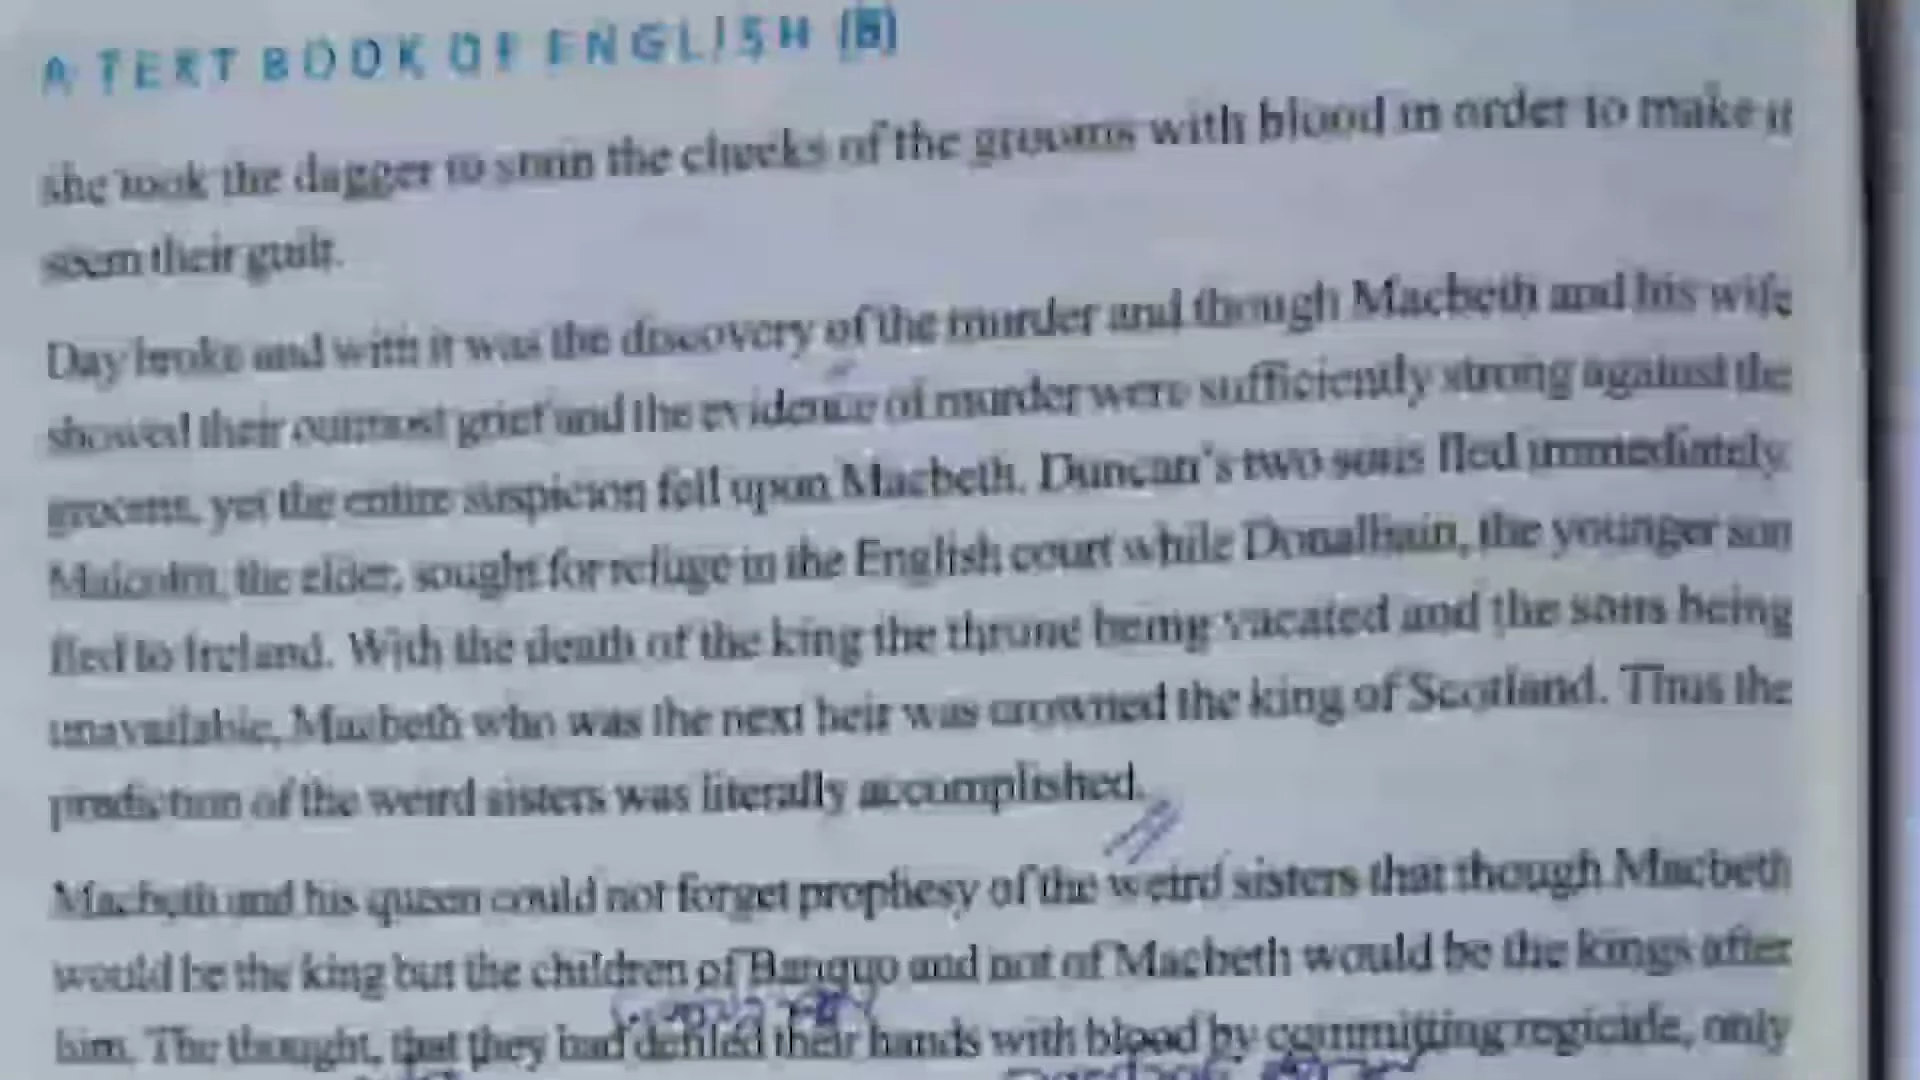 A TEXT BOOK OF ENGLISH (B)
she took the dagger to stain the cheeks of the grooms with blood in order to make it
seem their guilt.
Day broke and with it was the discovery of the murder and though Macbeth and his wife
showed their outmost grief and the evidence of murder were sufficiently strong against the
grooms, yet the entire suspicion fell upon Macbeth. Duncan's two sons fled immediately.
Malcolm, the elder, sought for refuge in the English court while Donalbain, the younger son
fled to Ireland. With the death of the king the throne being vacated and the sons being
unavailable, Macbeth who was the next heir was crowned the king of Scotland. Thus the
prediction of the weird sisters was literally accomplished.
Macbeth and his queen could not forget prophesy of the weird sisters that though Macbeth
would be the king but the children of Banquo and not of Macbeth would be the kings after
him. The thought, that they had defiled their hands with blood by committing regicide, only